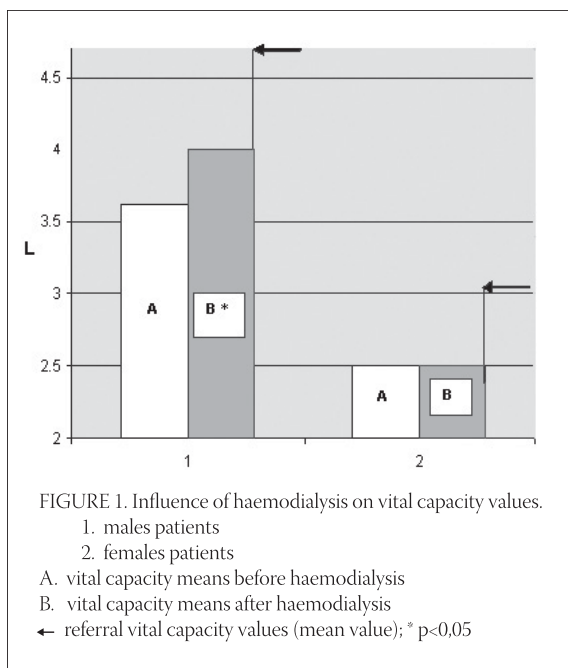 4.5
4
3.5
L
3
A
B *
2.5
A
B
2
1
2
FIGURE 1. Influence of haemodialysis on vital capacity values.
1. males patients
2. females patients
A. vital capacity means before haemodialysis
B. vital capacity means after haemodialysis
← referral vital capacity values (mean value); * p<0,05